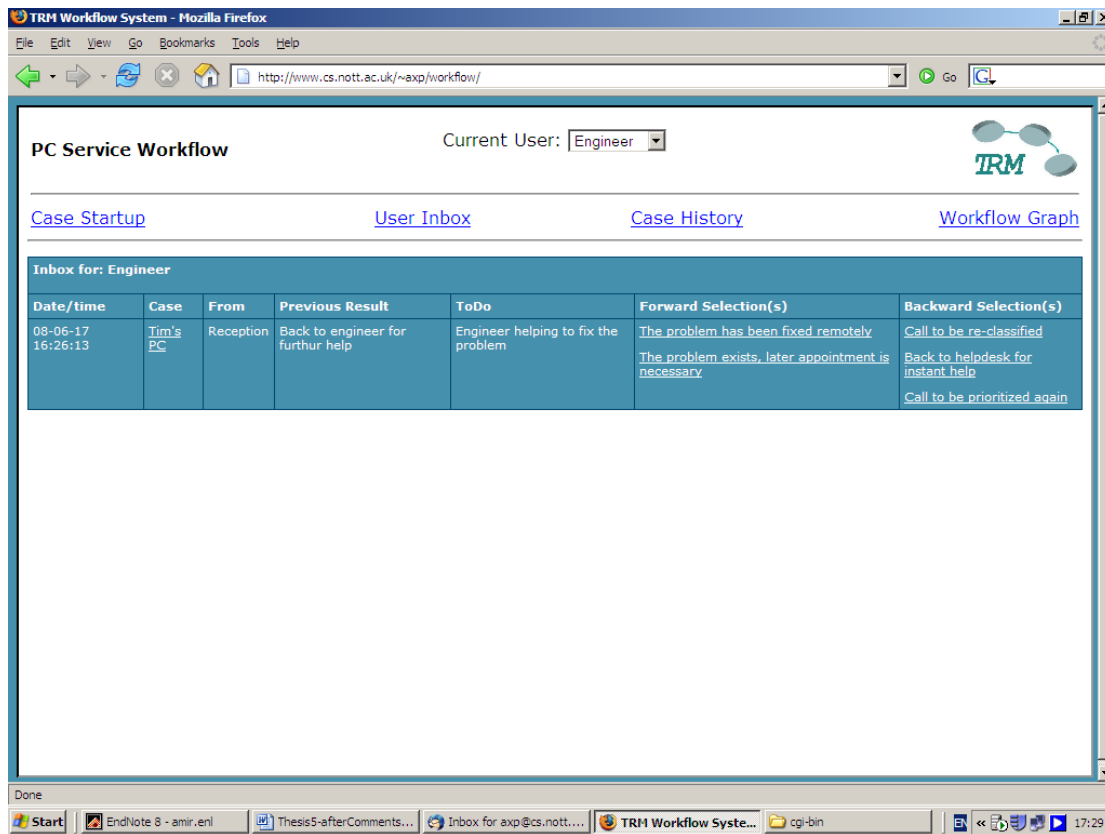 TRM Workflow System - Mozilla Firefox
File Edit View Go Bookmarks Tools Help
http://www.cs.nott.ac.uk/~axp/workflow/ Go G
PC Service Workflow
Current User: Engineer
TRM
Case Startup User Inbox Case History Workflow Graph
Inbox for: Engineer
Date/time Case From Previous Result ToDo Forward Selection(s) Backward Selection(s)
08-06-17 Tim's Reception Back to engineer for Engineer helping to fix the The problem has been fixed remotely Call to be re-classified
16:26:13 PC furthur help problem
The problem exists, later appointment is Back to helpdesk for
necessary instant help
Call to be prioritized again
Done
Start EndNote 8 - amir.enl Thesis5-afterComments... Inbox for axp@cs.nott.... TRM Workflow Syste... cgi-bin EN « 17:29